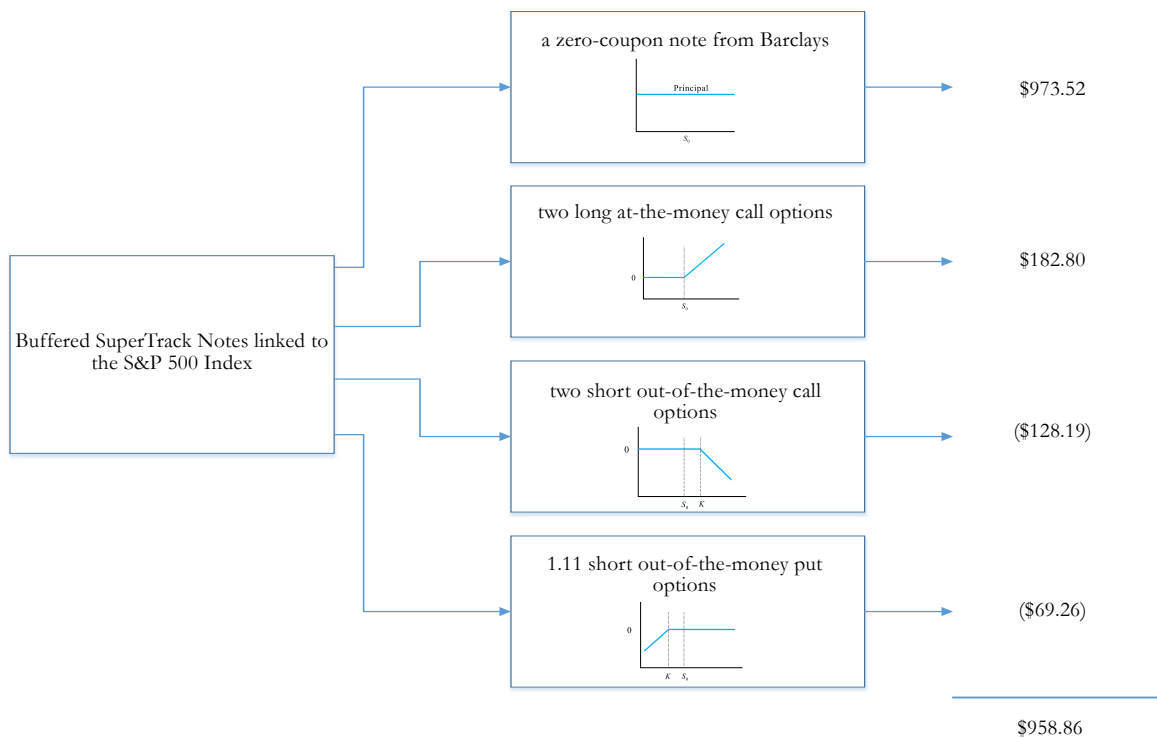 a zero-coupon note from Barclays
Principal
S₀
$973.52
two long at-the-money call options
0
S₀
$182.80
Buffered SuperTrack Notes linked to
the S&P 500 Index
two short out-of-the-money call
options
0
S₀ K
($128.19)
1.11 short out-of-the-money put
options
0
K S₀
($69.26)
$958.86